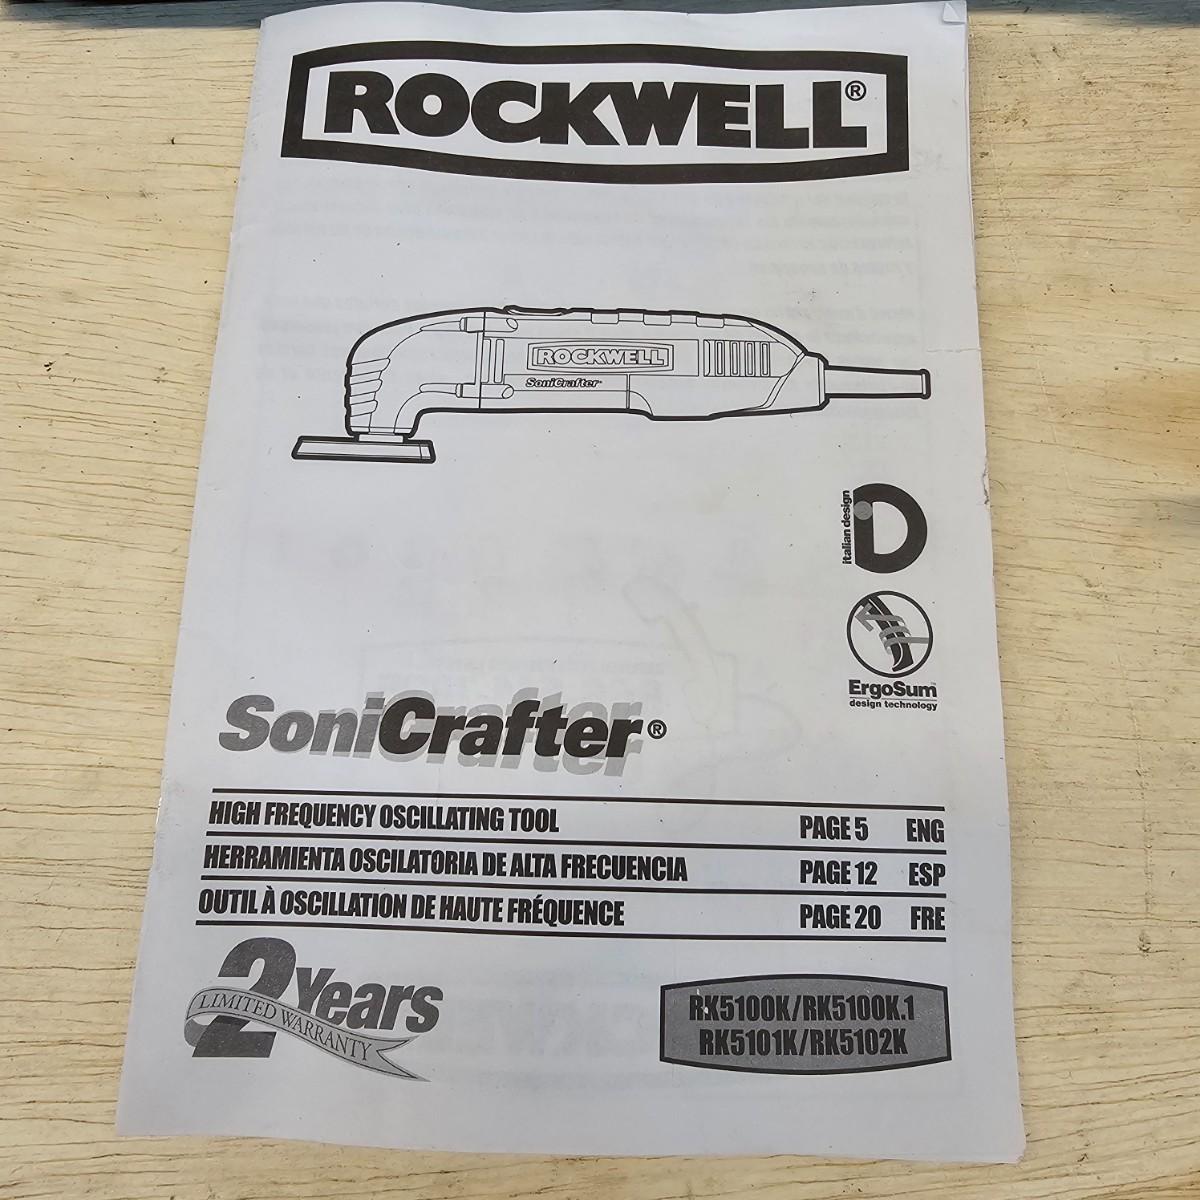 ROCKWELL®
ROCKWELL
SoniCrafter
italian design
ErgoSum™
design technology
SoniCrafter®
HIGH FREQUENCY OSCILLATING TOOL PAGE 5 ENG
HERRAMIENTA OSCILATORIA DE ALTA FRECUENCIA PAGE 12 ESP
OUTIL À OSCILLATION DE HAUTE FRÉQUENCE PAGE 20 FRE
2 Years
LIMITED WARRANTY
RK5100K/RK5100K.1
RK5101K/RK5102K